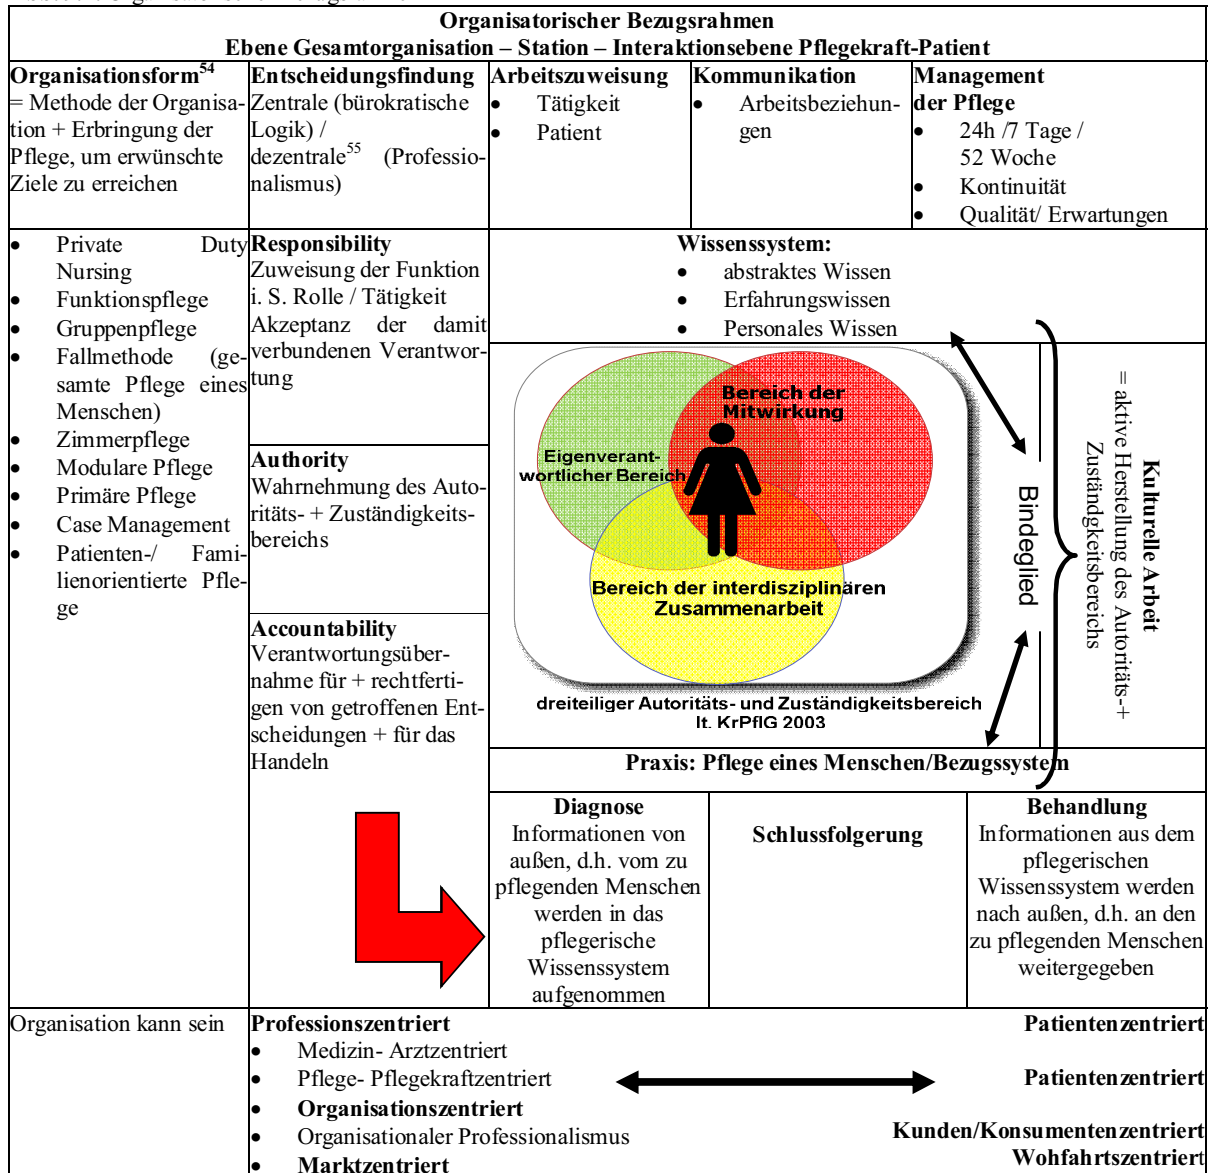 Organisatorischer Bezugsrahmen
Ebene Gesamtorganisation – Station – Interaktionsebene Pflegekraft-Patient
Organisationsform54
= Methode der Organisa-
tion + Erbringung der
Pflege, um erwünschte
Ziele zu erreichen
Entscheidungsfindung
Zentrale (bürokratische
Logik) /
dezentrale55 (Professio-
nalismus)
Arbeitszuweisung
• Tätigkeit
• Patient
Kommunikation
• Arbeitsbeziehun-
gen
Management
der Pflege
• 24h /7 Tage /
52 Woche
• Kontinuität
• Qualität/ Erwartungen
• Private Duty
Nursing
• Funktionspflege
• Gruppenpflege
• Fallmethode (ge-
samte Pflege eines
Menschen)
• Zimmerpflege
• Modulare Pflege
• Primäre Pflege
• Case Management
• Patienten-/ Fami-
lienorientierte Pfle-
ge
Responsibility
Zuweisung der Funktion
i. S. Rolle / Tätigkeit
Akzeptanz der damit
verbundenen Verantwor-
tung
Authority
Wahrnehmung des Auto-
ritäts- + Zuständigkeits-
bereichs
Accountability
Verantwortungsüber-
nahme für + rechtferti-
gen von getroffenen Ent-
scheidungen + für das
Handeln
Wissenssystem:
• abstraktes Wissen
• Erfahrungswissen
• Personales Wissen
Bereich der
Mitwirkung
Eigenverant-
wortlicher Bereich
Bereich der interdisziplinären
Zusammenarbeit
dreiteiliger Autoritäts- und Zuständigkeitsbereich
lt. KrPflG 2003
Bindeglied
Kulturelle Arbeit
= aktive Herstellung des Autoritäts-+
Zuständgkeitsbereichs
Praxis: Pflege eines Menschen/Bezugssystem
Diagnose
Informationen von
außen, d.h. vom zu
pflegenden Menschen
werden in das
pflegerische
Wissenssystem
aufgenommen
Schlussfolgerung
Behandlung
Informationen aus dem
pflegerischen
Wissenssystem werden
nach außen, d.h. an den
zu pflegenden Menschen
weitergegeben
Organisation kann sein
Professionszentriert
• Medizin- Arztzentriert
• Pflege- Pflegekraftzentriert
• Organisationszentriert
• Organisationaler Professionalismus
• Marktzentriert
Patientenzentriert
Patientenzentriert
Kunden/Konsumentenzentriert
Wohfahrtszentriert